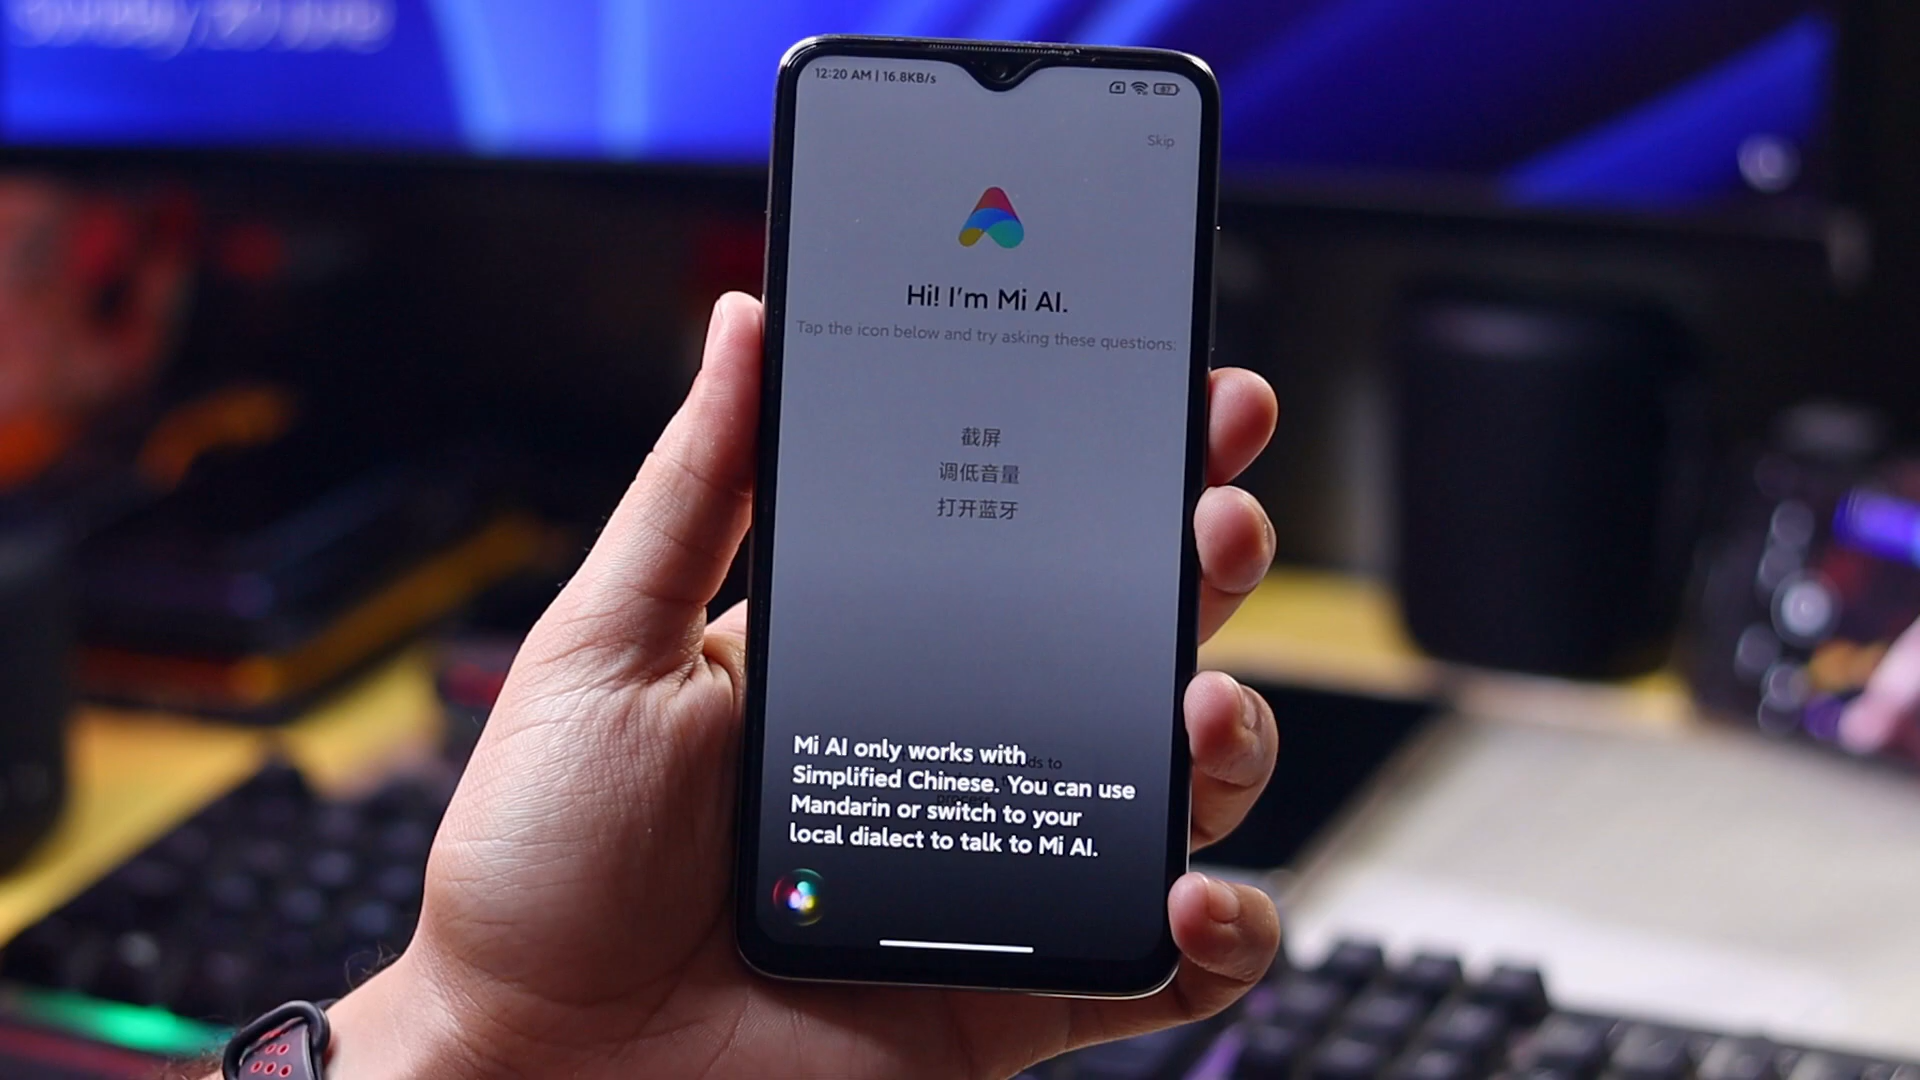 12:20 AM | 16.8KB/s
87
Skip
Hi! I'm Mi AI.
Tap the icon below and try asking these questions:
截屏
调低音量
打开蓝牙
Mi AI only works with
Simplified Chinese. You can use
Mandarin or switch to your
local dialect to talk to Mi AI.